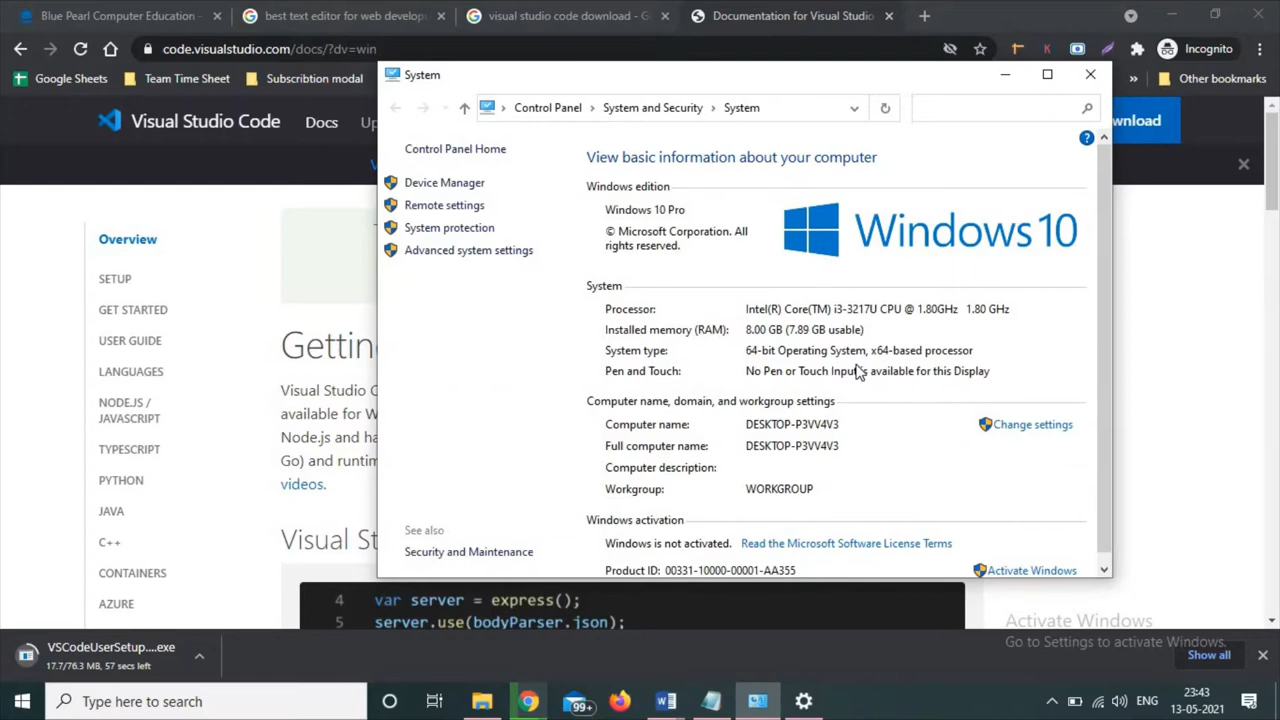 Blue Pearl Computer Education -
best text editor for web develop
visual studio code download - G
Documentation for Visual Studio
code.visualstudio.com/docs/?dv=win
Incognito
Google Sheets
Team Time Sheet
Subscribtion modal
»
Other bookmarks
System
Visual Studio Code
Docs
Up
wnload
Control Panel
System and Security
System
Control Panel Home
Device Manager
Remote settings
System protection
Advanced system settings
See also
Security and Maintenance
View basic information about your computer
Windows edition
Windows 10 Pro
© Microsoft Corporation. All
rights reserved.
Windows 10
System
Processor: Intel(R) Core(TM) i3-3217U CPU @ 1.80GHz 1.80 GHz
Installed memory (RAM): 8.00 GB (7.89 GB usable)
System type: 64-bit Operating System, x64-based processor
Pen and Touch: No Pen or Touch Input is available for this Display
Computer name, domain, and workgroup settings
Computer name: DESKTOP-P3VV4V3
Change settings
Full computer name: DESKTOP-P3VV4V3
Computer description:
Workgroup: WORKGROUP
Windows activation
Windows is not activated. Read the Microsoft Software License Terms
Product ID: 00331-10000-00001-AA355
Activate Windows
Overview
SETUP
GET STARTED
USER GUIDE
LANGUAGES
NODE.JS /
JAVASCRIPT
TYPESCRIPT
PYTHON
JAVA
C++
CONTAINERS
AZURE
Gettin
Visual Studio
available for W
Node.js and ha
Go) and runtim
videos.
Visual St
4 var server = express();
5 server.use(bodyParser.json);
Activate Windows
Go to Settings to activate Windows.
VSCodeUserSetup....exe
17.7/76.3 MB, 57 secs left
Show all
Type here to search
99+
ENG
23:43
13-05-2021